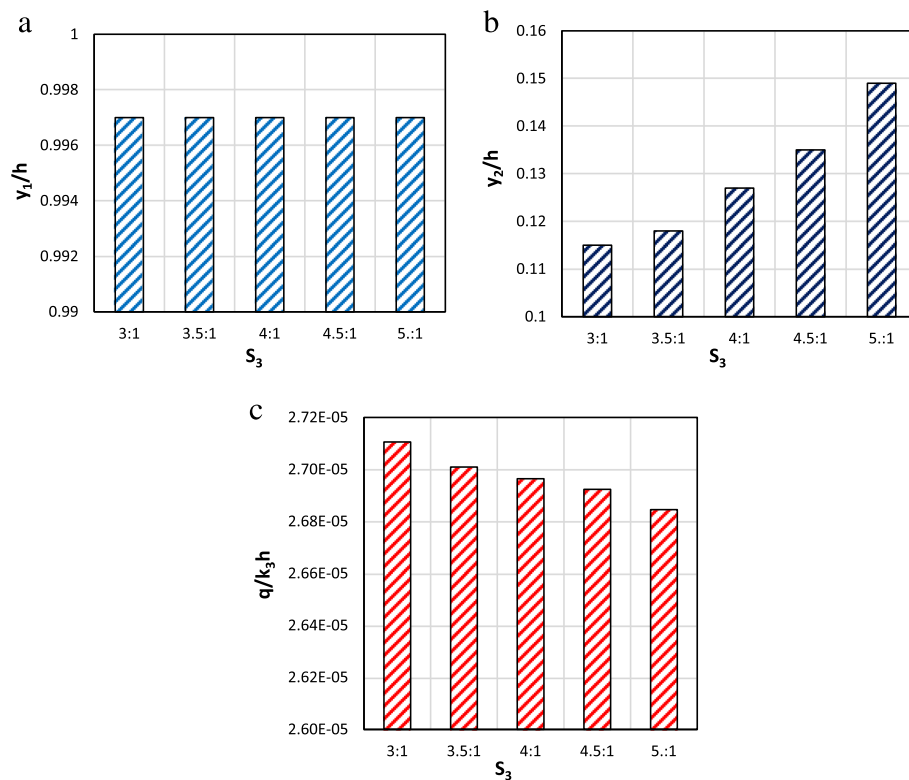 a
1
0.998
0.996
0.994
0.992
0.99
y₁/h
3:1
3.5:1
4:1
4.5:1
5.:1
S₃
b
0.16
0.15
0.14
0.13
0.12
0.11
0.1
y₂/h
3:1
3.5:1
4:1
4.5:1
5.:1
S₃
c
2.72E-05
2.70E-05
2.68E-05
2.66E-05
2.64E-05
2.62E-05
2.60E-05
q/k₃h
3:1
3.5:1
4:1
4.5:1
5.:1
S₃